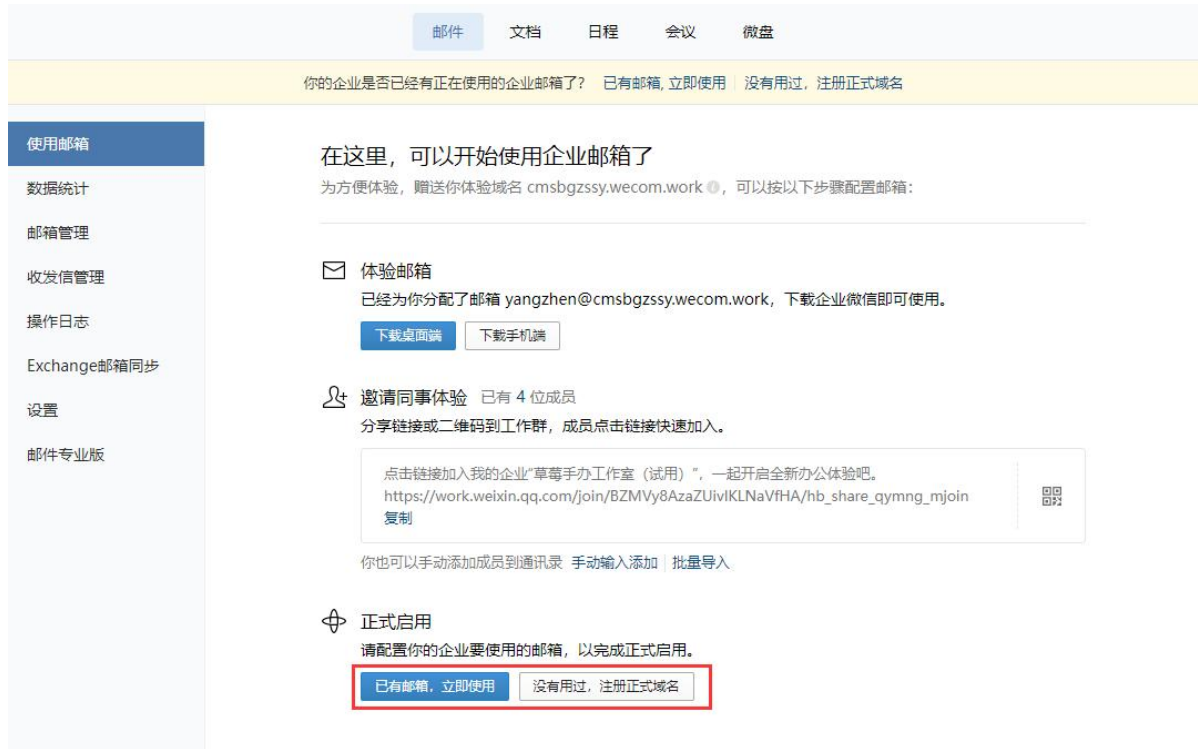 邮件 文档 日程 会议 微盘
你的企业是否已经有正在使用的企业邮箱了？ 已有邮箱, 立即使用 没有用过，注册正式域名
使用邮箱
数据统计
邮箱管理
收发信管理
操作日志
Exchange邮箱同步
设置
邮件专业版
在这里，可以开始使用企业邮箱了
为方便体验，赠送你体验域名 cmsbgzssy.wecom.work，可以按以下步骤配置邮箱：
体验邮箱
已经为你分配了邮箱 yangzhen@cmsbgzssy.wecom.work，下载企业微信即可使用。
下载桌面端 下载手机端
邀请同事体验 已有 4 位成员
分享链接或二维码到工作群，成员点击链接快速加入。
点击链接加入我的企业“草莓手办工作室（试用）”，一起开启全新办公体验吧。
https://work.weixin.qq.com/join/BZMVy8AzaZUivIKLNaVfHA/hb_share_qymng_mjoin
复制
你也可以手动添加成员到通讯录 手动输入添加 批量导入
正式启用
请配置你的企业要使用的邮箱，以完成正式启用。
已有邮箱，立即使用 没有用过，注册正式域名